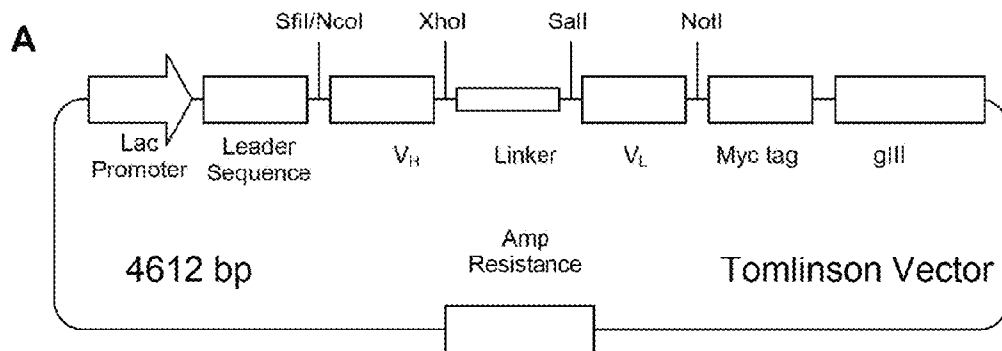 A
SfiI/NcoI XhoI SalI NotI
Lac
Promoter
Leader
Sequence
VH
Linker
VL
Myc tag
gIII
4612 bp
Amp
Resistance
Tomlinson Vector